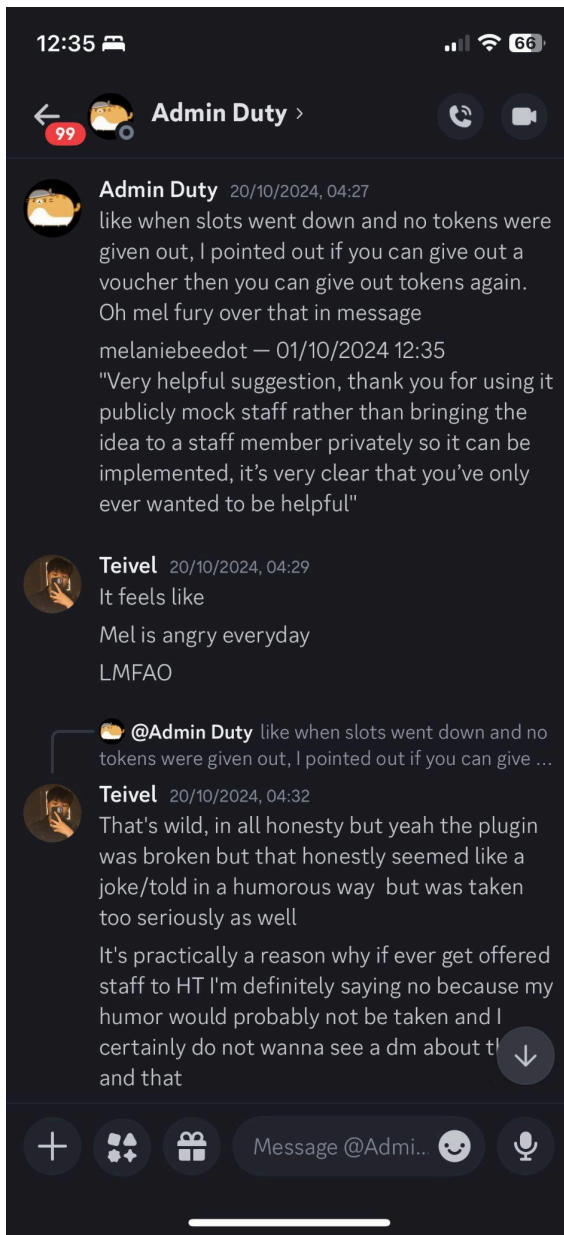 12:35
66
99
Admin Duty ›
Admin Duty 20/10/2024, 04:27
like when slots went down and no tokens were
given out, I pointed out if you can give out a
voucher then you can give out tokens again.
Oh mel fury over that in message
melaniebeedot — 01/10/2024 12:35
"Very helpful suggestion, thank you for using it
publicly mock staff rather than bringing the
idea to a staff member privately so it can be
implemented, it’s very clear that you’ve only
ever wanted to be helpful"
Teivel 20/10/2024, 04:29
It feels like
Mel is angry everyday
LMFAO
@Admin Duty like when slots went down and no
tokens were given out, I pointed out if you can give ...
Teivel 20/10/2024, 04:32
That's wild, in all honesty but yeah the plugin
was broken but that honestly seemed like a
joke/told in a humorous way but was taken
too seriously as well
It's practically a reason why if ever get offered
staff to HT I'm definitely saying no because my
humor would probably not be taken and I
certainly do not wanna see a dm about
and that
Message @Admi...